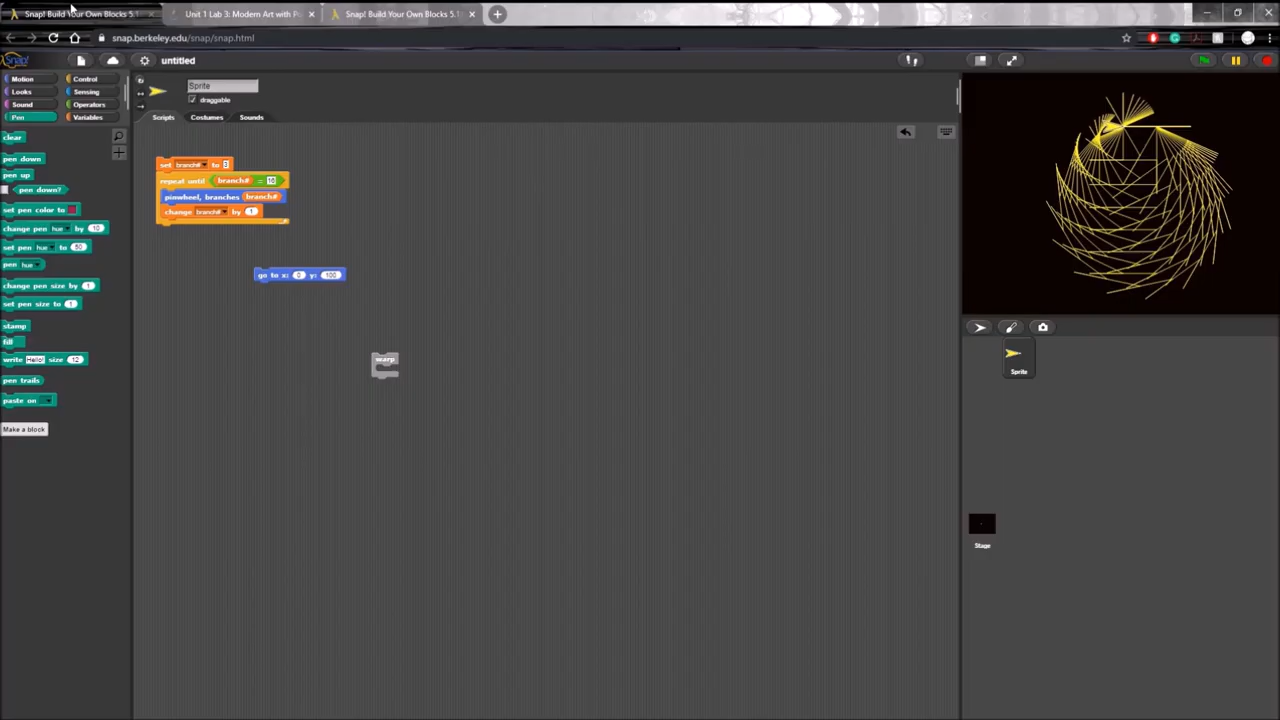 Snap! Build Your Own Blocks 5.1
Unit 1 Lab 3: Modern Art with Po
Snap! Build Your Own Blocks 5.1
snap.berkeley.edu/snap/snap.html
Snap!
untitled
Motion Control
Looks Sensing
Sound Operators
Pen Variables
Sprite
draggable
Scripts Costumes Sounds
clear
pen down
pen up
pen down?
set pen color to
change pen hue by 10
set pen hue to 50
pen hue
change pen size by 1
set pen size to 1
stamp
fill
write Hello! size 12
pen trails
paste on
Make a block
set branch# to 3
repeat until branch# = 16
pinwheel, branches branch#
change branch# by 1
go to x: 0 y: 100
warp
Sprite
Stage